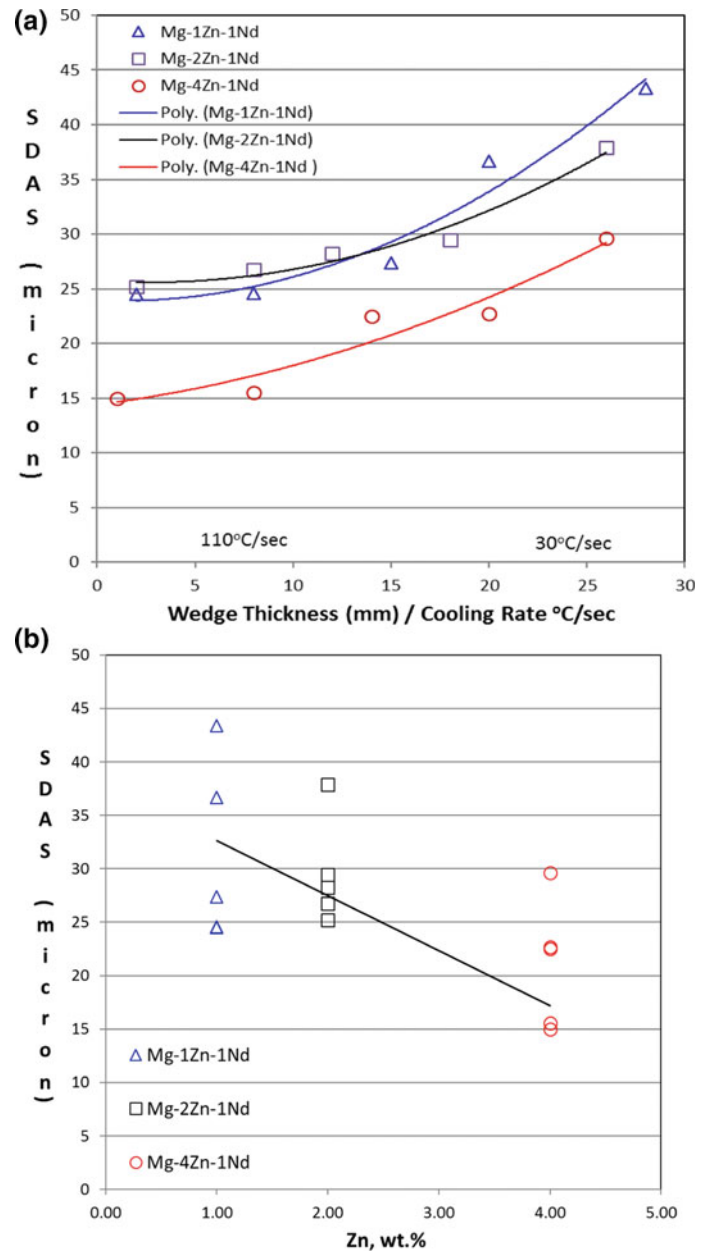 (a)
50
45
40
35
30
25
20
15
10
5
0
SDAS (micron)
Mg-1Zn-1Nd
Mg-2Zn-1Nd
Mg-4Zn-1Nd
Poly. (Mg-1Zn-1Nd)
Poly. (Mg-2Zn-1Nd)
Poly. (Mg-4Zn-1Nd )
110°C/sec
30°C/sec
0 5 10 15 20 25 30
Wedge Thickness (mm) / Cooling Rate °C/sec
(b)
50
45
40
35
30
25
20
15
10
5
0
SDAS (micron)
Mg-1Zn-1Nd
Mg-2Zn-1Nd
Mg-4Zn-1Nd
0.00 1.00 2.00 3.00 4.00 5.00
Zn, wt.%